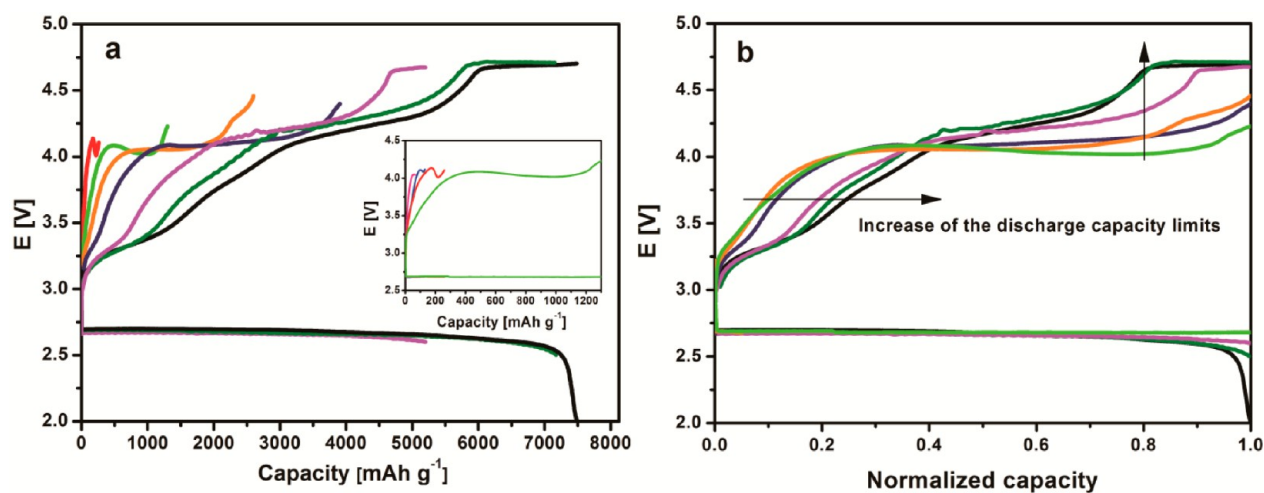 a
5.0
4.5
4.0
3.5
3.0
2.5
2.0
E [V]
0 1000 2000 3000 4000 5000 6000 7000 8000
Capacity [mAh g⁻¹]
4.5
4.0
3.5
3.0
2.5
E [V]
0 200 400 600 800 1000 1200
Capacity [mAh g⁻¹]
b
5.0
4.5
4.0
3.5
3.0
2.5
2.0
E [V]
Increase of the discharge capacity limits
0.0 0.2 0.4 0.6 0.8 1.0
Normalized capacity